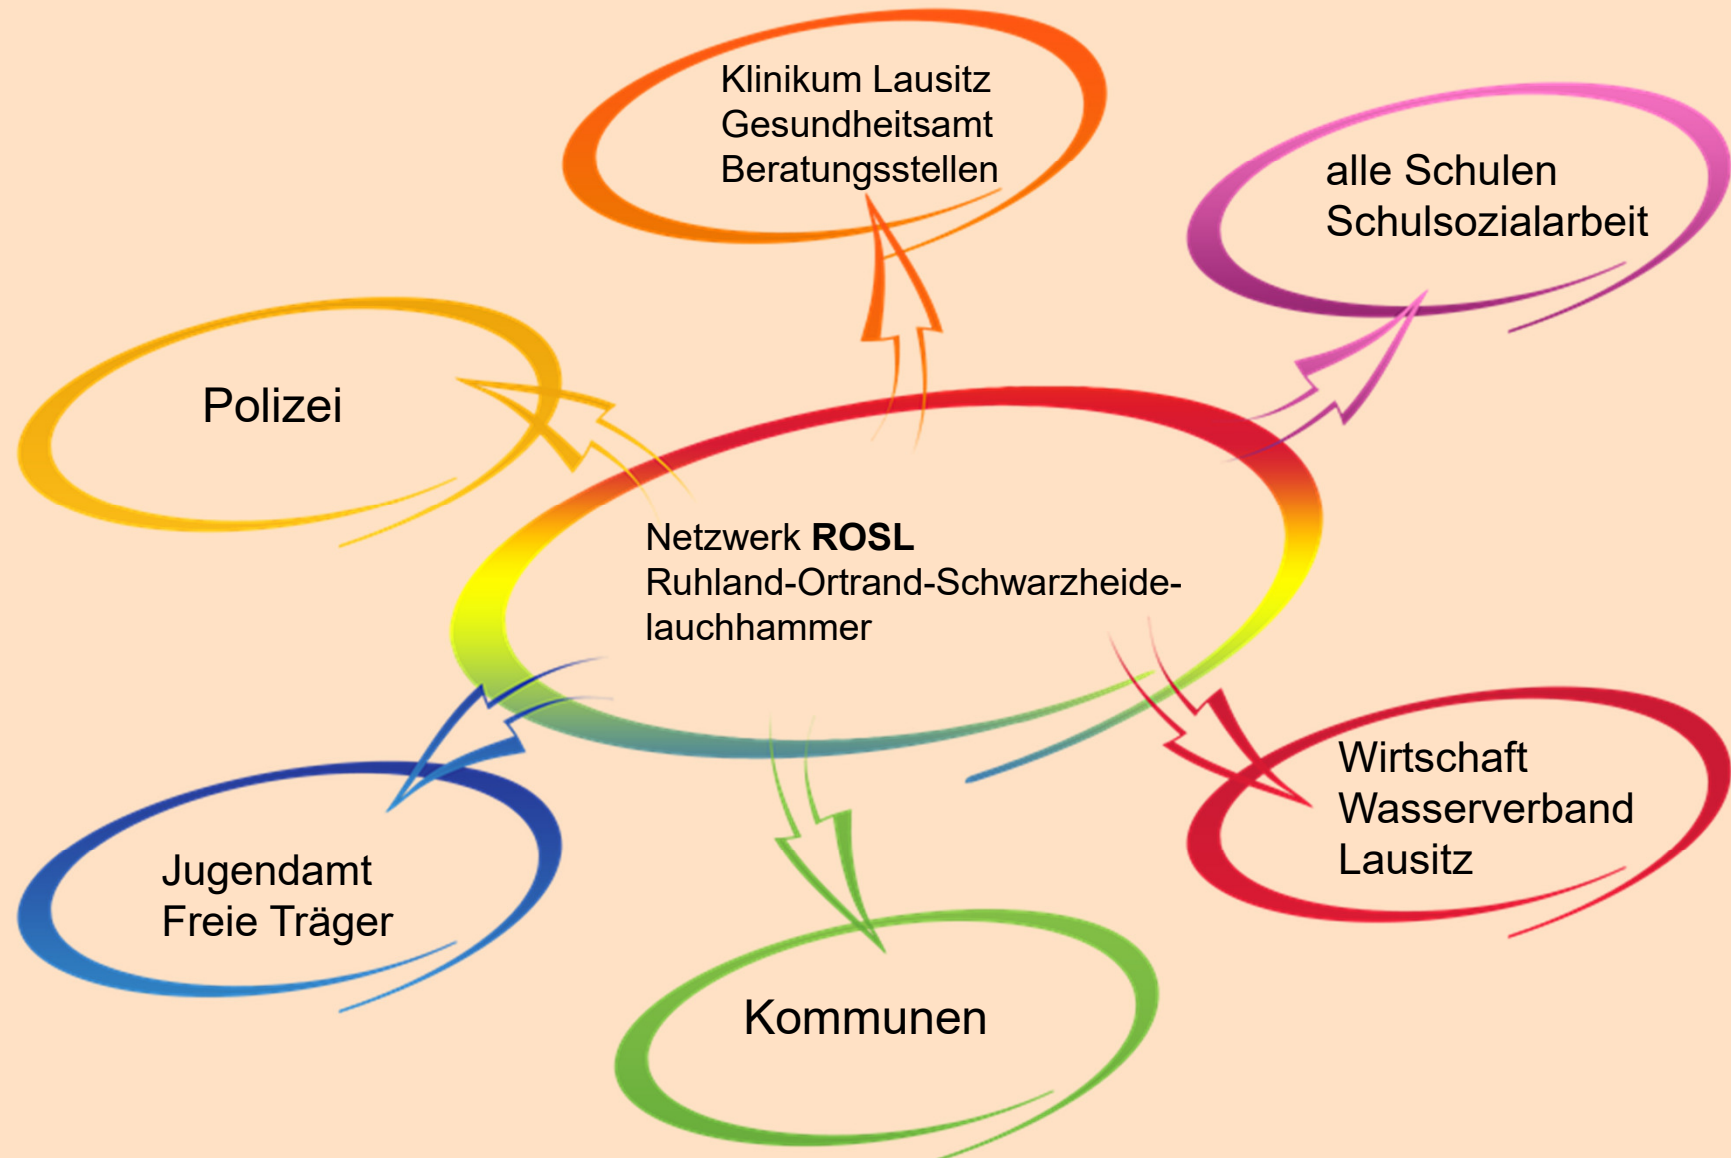 Klinikum Lausitz
Gesundheitsamt
Beratungsstellen
alle Schulen
Schulsozialarbeit
Polizei
Netzwerk ROSL
Ruhland-Ortrand-Schwarzheide-
lauchhammer
Wirtschaft
Wasserverband
Lausitz
Jugendamt
Freie Träger
Kommunen